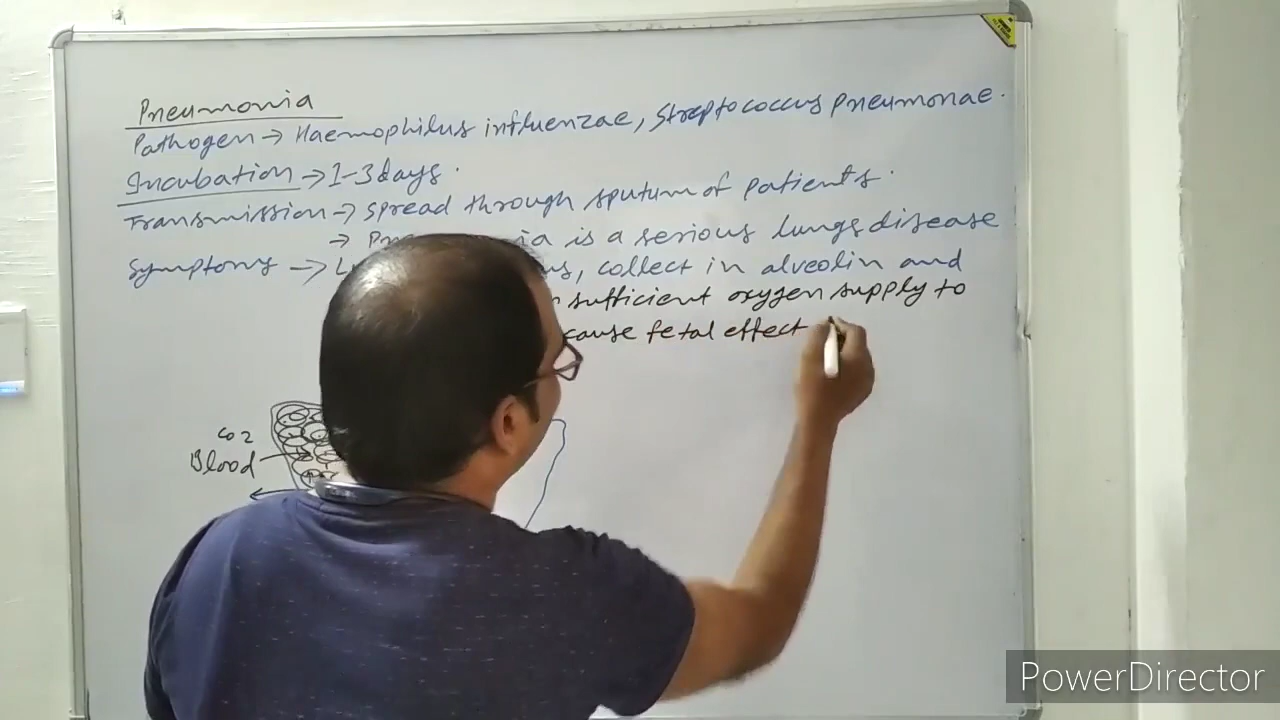 Pneumonia
Pathogen → Haemophilus influenzae, Streptococcus pneumonae.
Incubation → 1-3 days.
Transmission → Spread through sputum of patients.
→ is a serious lungs disease
Symptoms → collect in alveolin and
sufficient oxygen supply to
cause fetal effect
CO2
Blood
PowerDirector